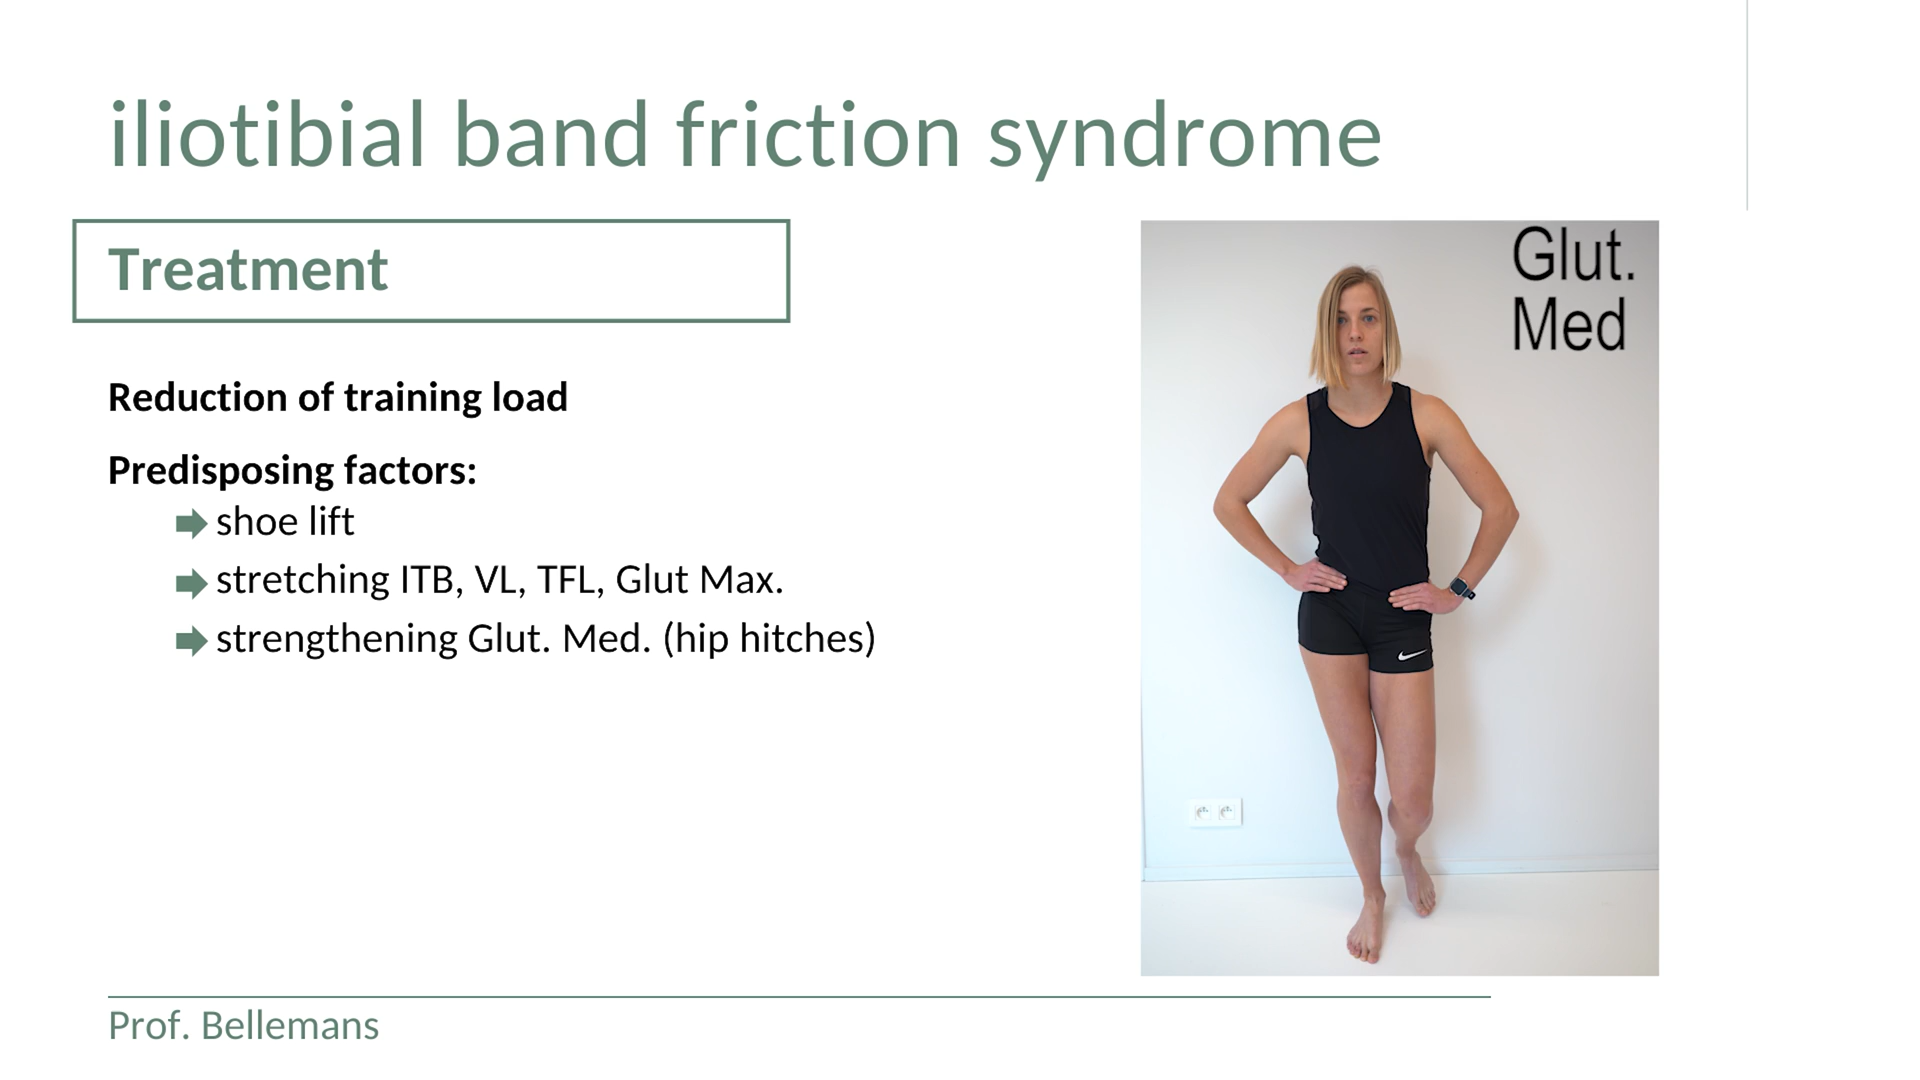 iliotibial band friction syndrome
Treatment
Reduction of training load
Predisposing factors:
shoe lift
stretching ITB, VL, TFL, Glut Max.
strengthening Glut. Med. (hip hitches)
Glut.
Med
Prof. Bellemans